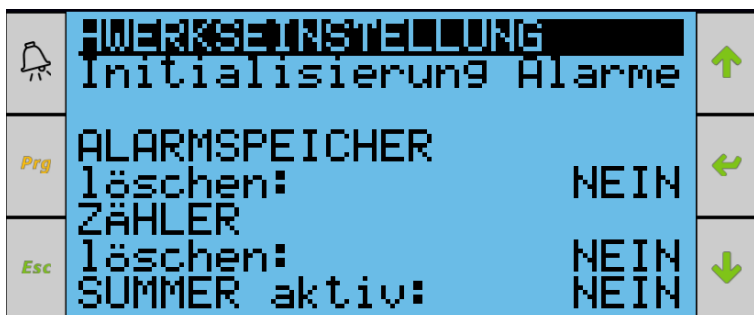 WERKSEINSTELLUNG
Initialisierung Alarme
ALARMSPEICHER
löschen: NEIN
ZÄHLER
löschen: NEIN
SUMMER aktiv: NEIN
Prg
Esc